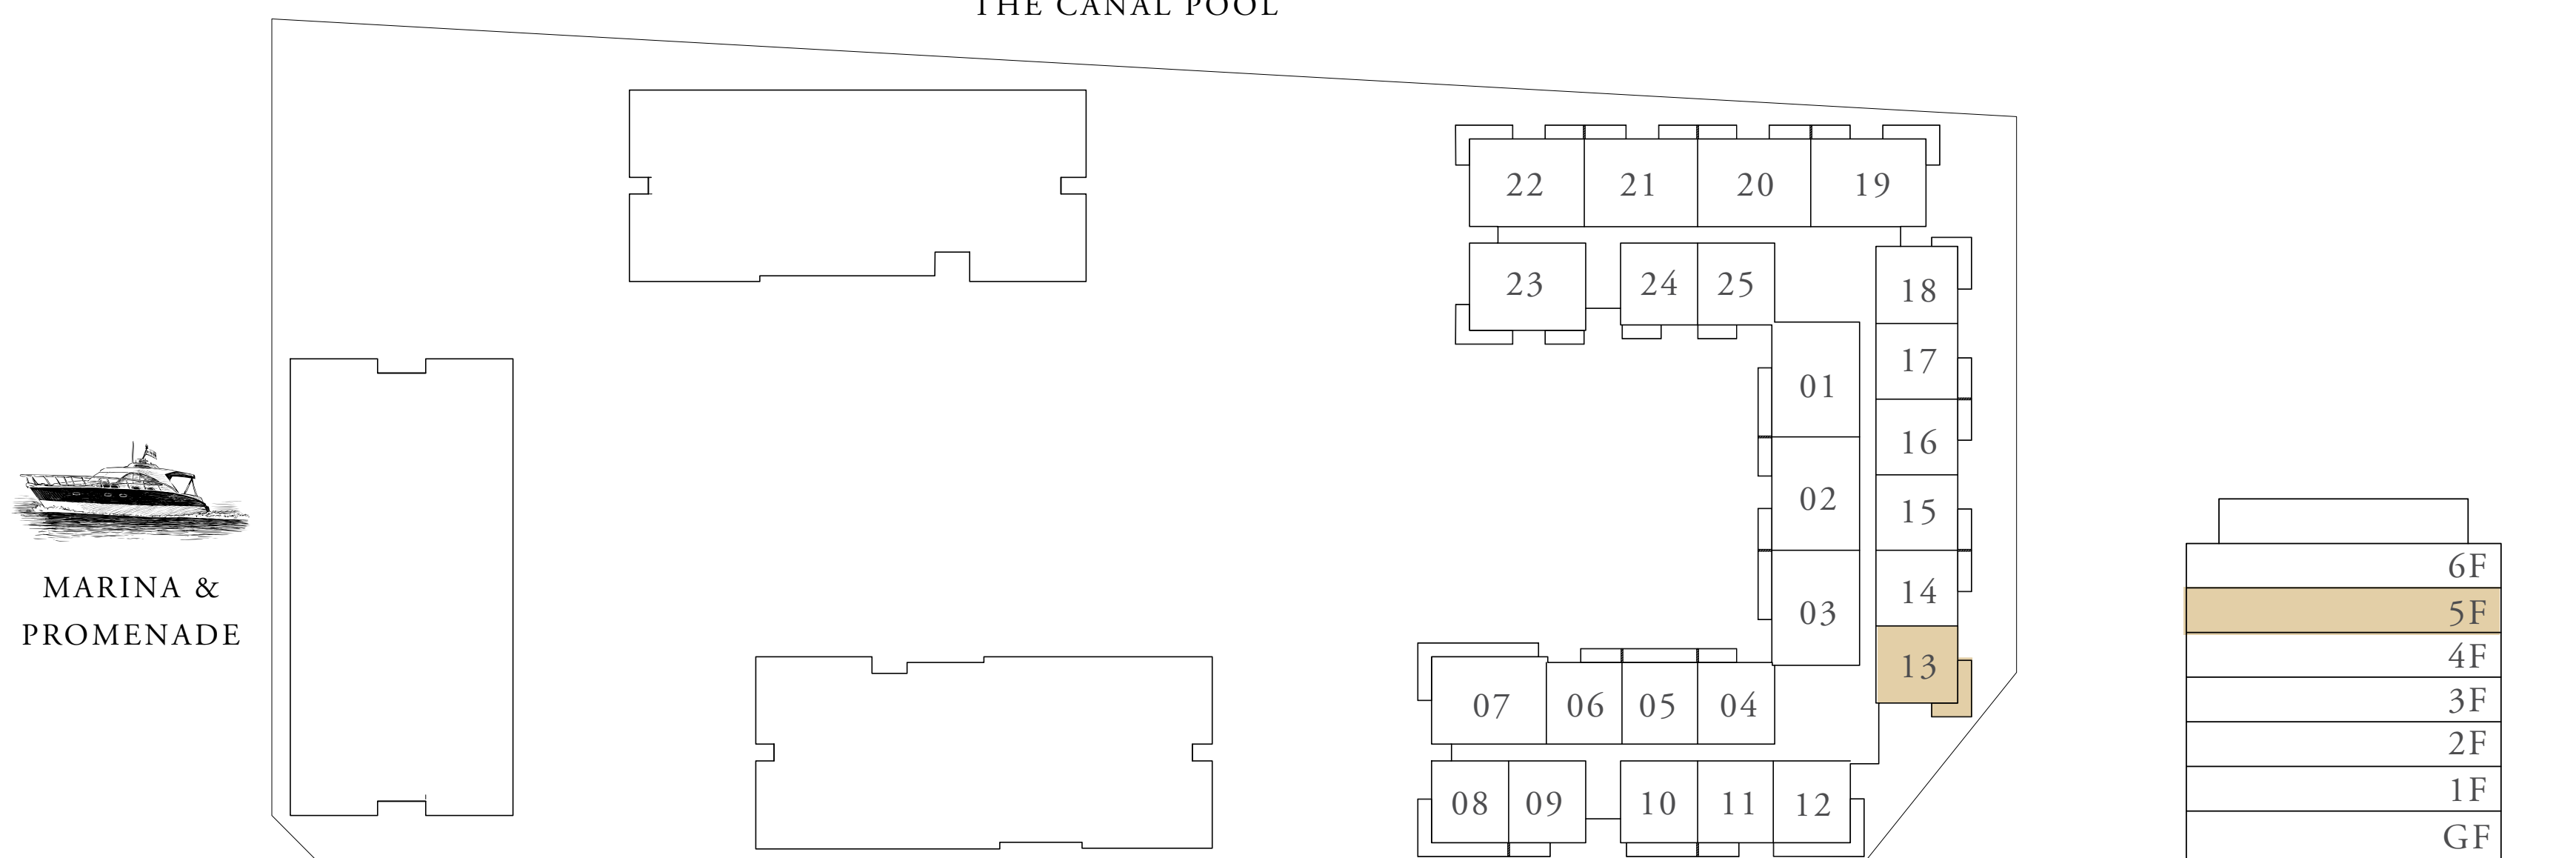 THE CANAL POOL
22 21 20 19
23 24 25
18
17
01
16
02
15
14
03
13
07 06 05 04
08 09 10 11 12
MARINA &
PROMENADE
6F
5F
4F
3F
2F
1F
GF